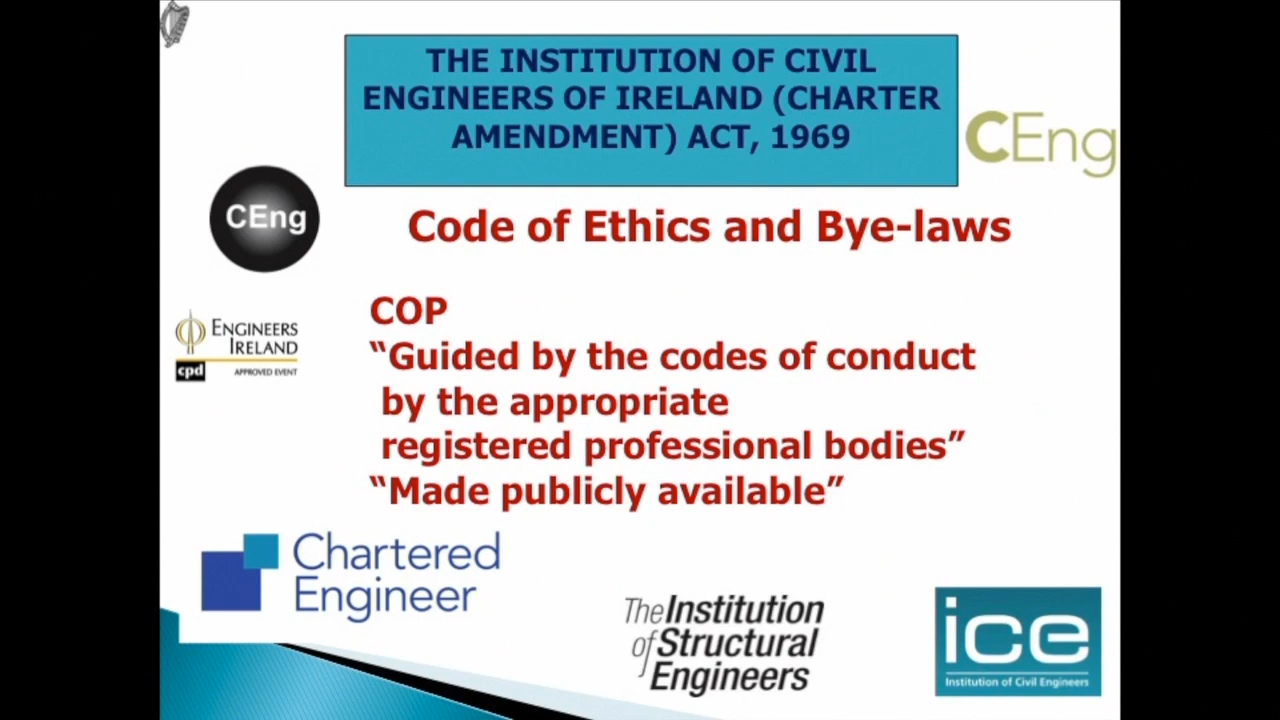 THE INSTITUTION OF CIVIL
ENGINEERS OF IRELAND (CHARTER
AMENDMENT) ACT, 1969
CEng
CEng
Code of Ethics and Bye-laws
COP
“Guided by the codes of conduct
by the appropriate
registered professional bodies”
“Made publicly available”
ENGINEERS
IRELAND
cpd
APPROVED EVENT
Chartered
Engineer
The Institution
of Structural
Engineers
ice
Institution of Civil Engineers